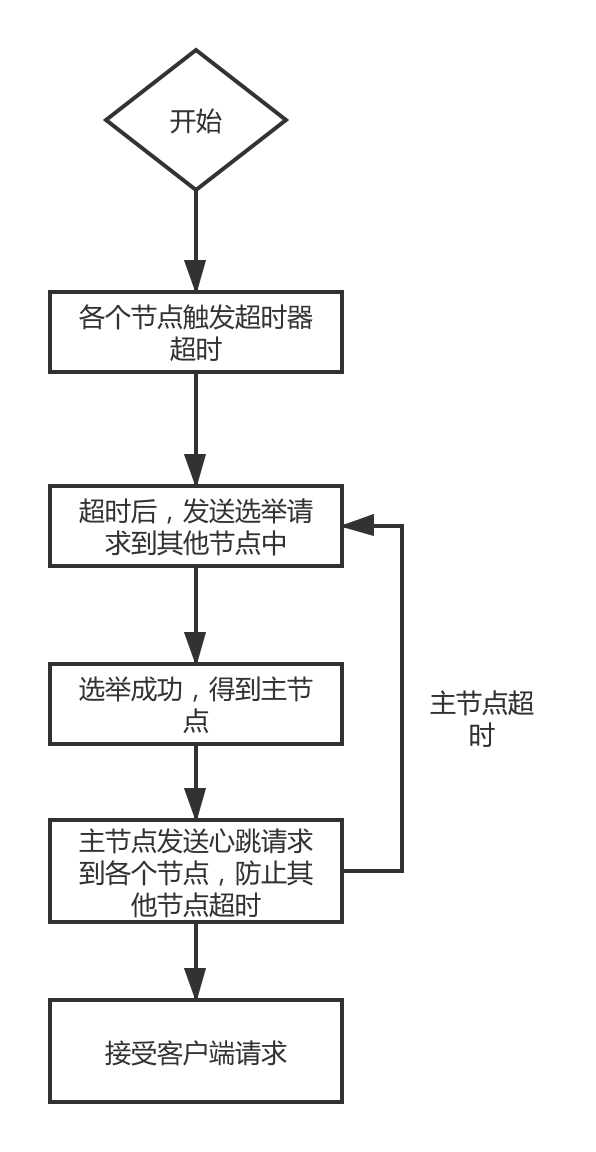 开始
各个节点触发超时器
超时
超时后，发送选举请
求到其他节点中
选举成功，得到主节
点
主节点超
时
主节点发送心跳请求
到各个节点，防止其
他节点超时
接受客户端请求